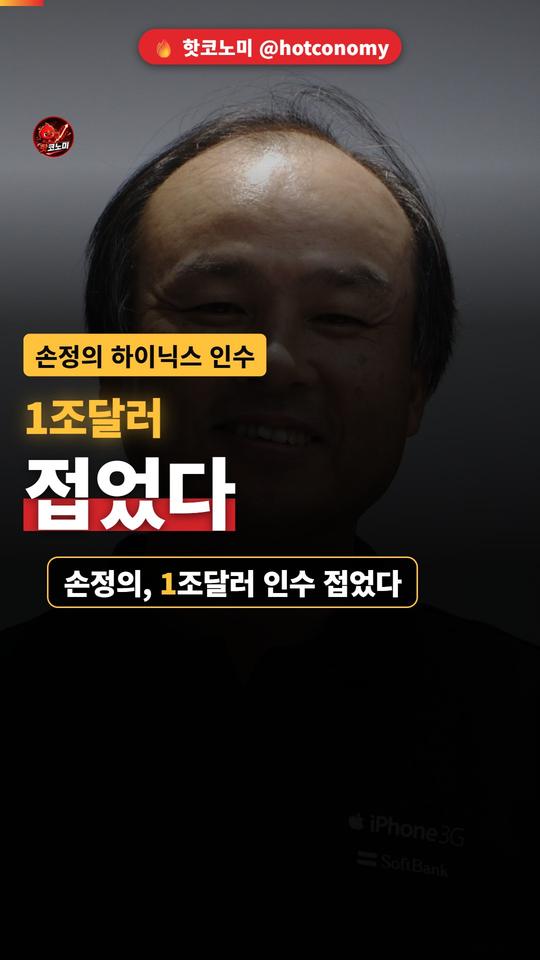 핫코노미 @hotconomy
핫코노미
손정의 하이닉스 인수
1조달러
접었다
손정의, 1조달러 인수 접었다
iPhone 3G
SoftBank